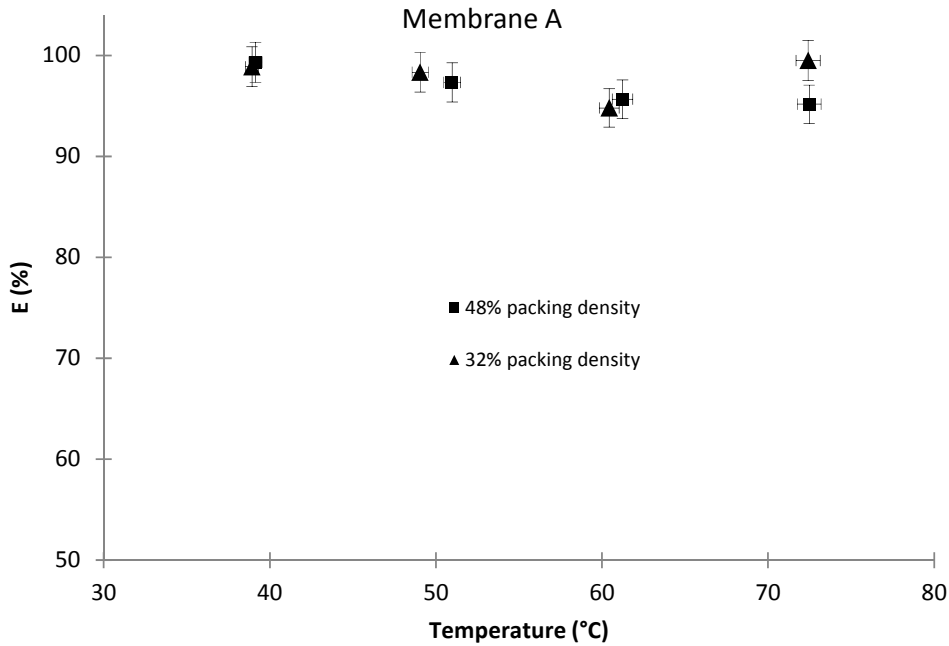 Membrane A
100
90
80
70
60
50
E (%)
48% packing density
32% packing density
30 40 50 60 70 80
Temperature (°C)